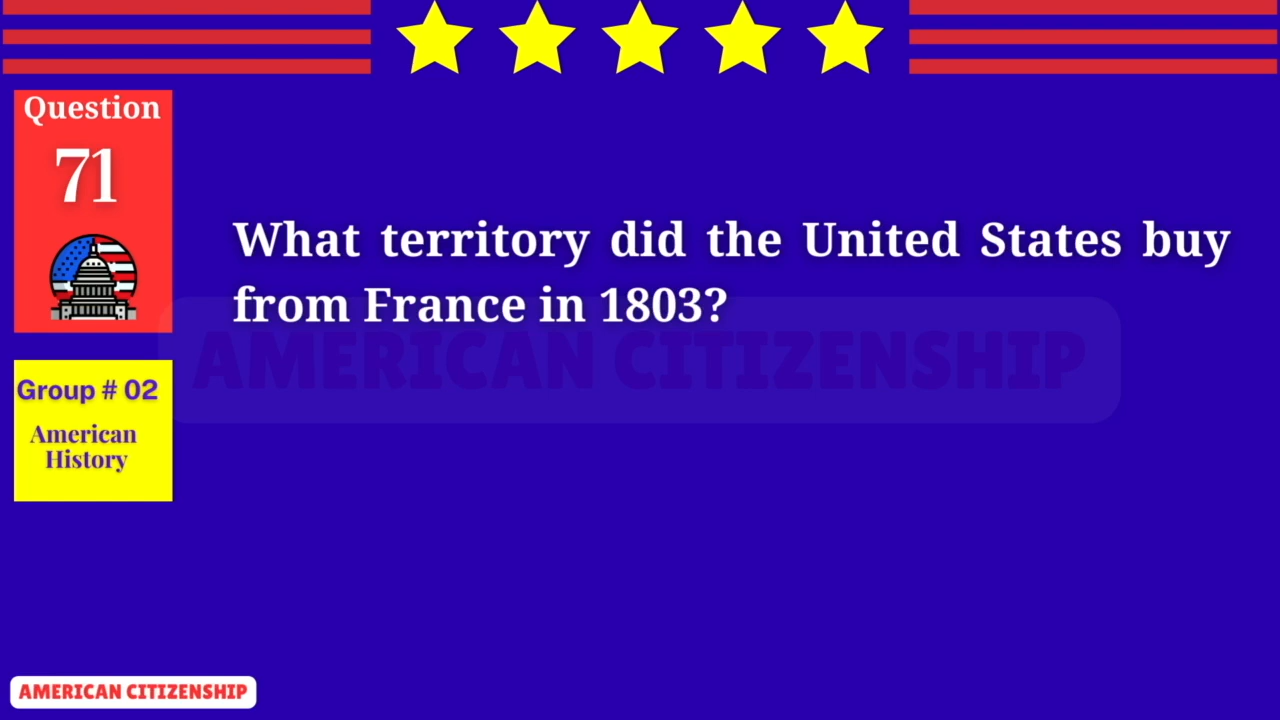 Question
71
What territory did the United States buy
from France in 1803?
AMERICAN CITIZENSHIP
Group # 02
American
History
AMERICAN CITIZENSHIP